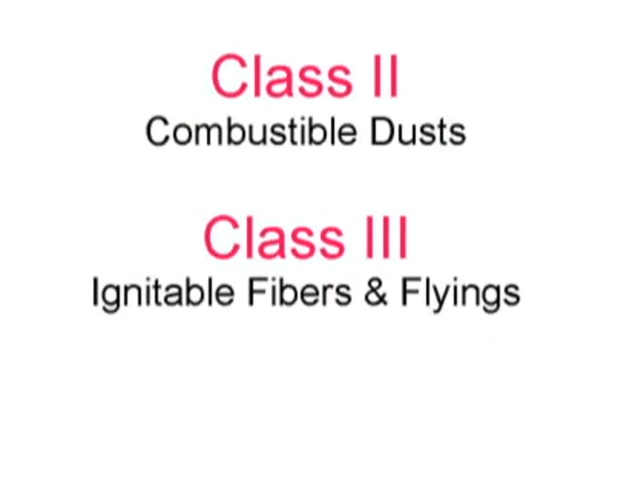 Class II
Combustible Dusts
Class III
Ignitable Fibers & Flyings